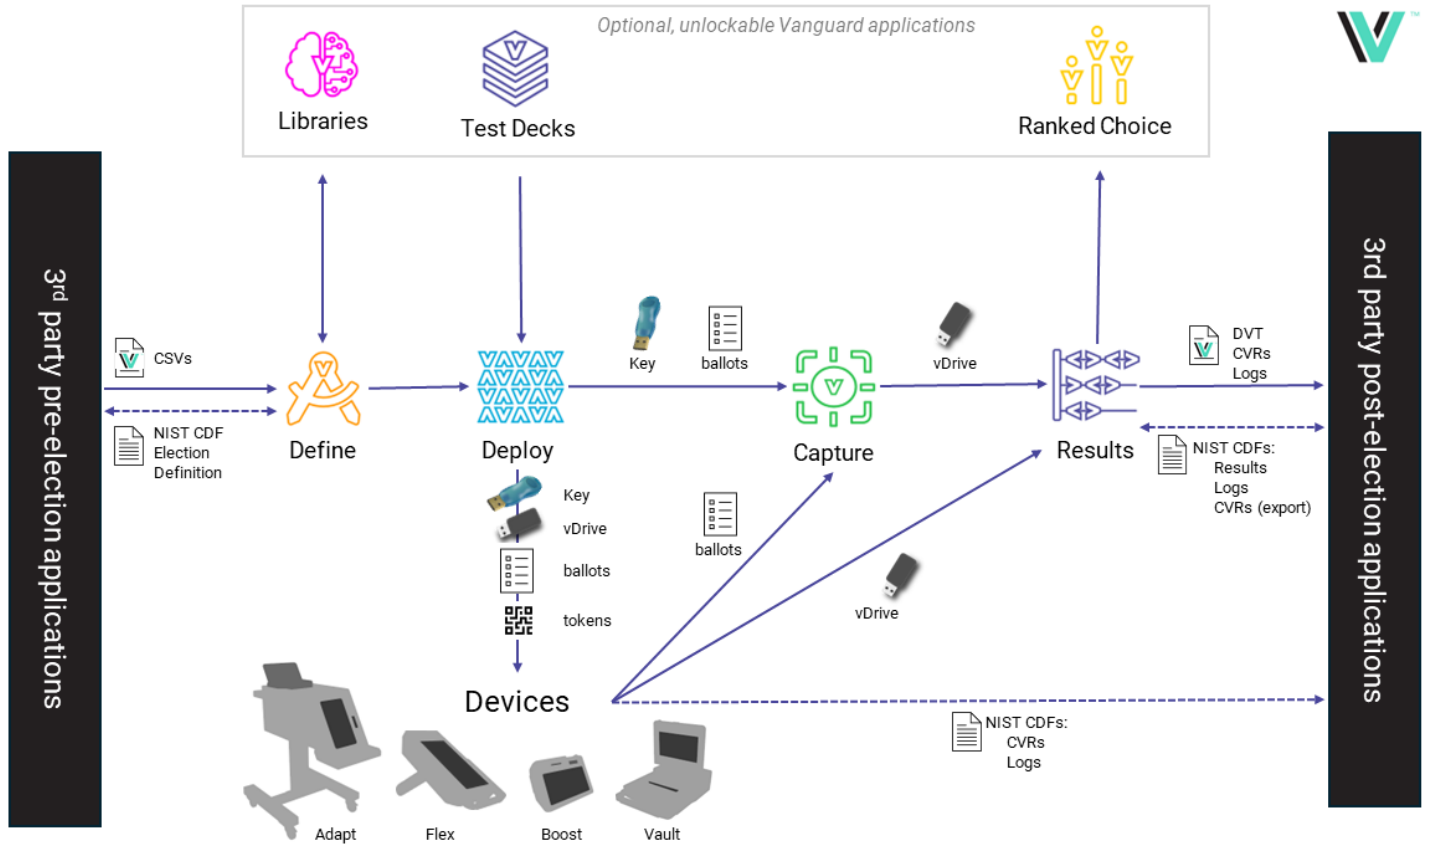 Optional, unlockable Vanguard applications
™
Libraries
Test Decks
Ranked Choice
3rd party pre-election applications
3rd party post-election applications
CSVs
NIST CDF
Election
Definition
Define
Deploy
Key
ballots
Capture
vDrive
Results
DVT
CVRs
Logs
NIST CDFs:
Results
Logs
CVRs (export)
Key
vDrive
ballots
tokens
ballots
vDrive
Devices
NIST CDFs:
CVRs
Logs
Adapt
Flex
Boost
Vault